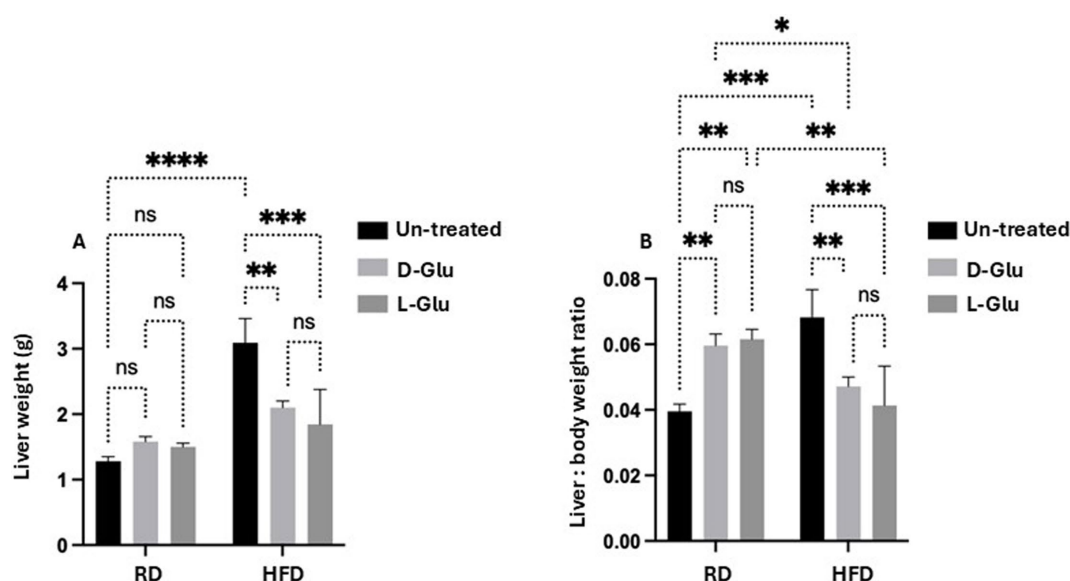 ****
ns
***
A
**
ns
ns
ns
Un-treated
D-Glu
L-Glu
Liver weight (g)
4
3
2
1
0
RD
HFD
*
***
**
**
ns
***
B
**
**
ns
Un-treated
D-Glu
L-Glu
Liver : body weight ratio
0.08
0.06
0.04
0.02
0.00
RD
HFD